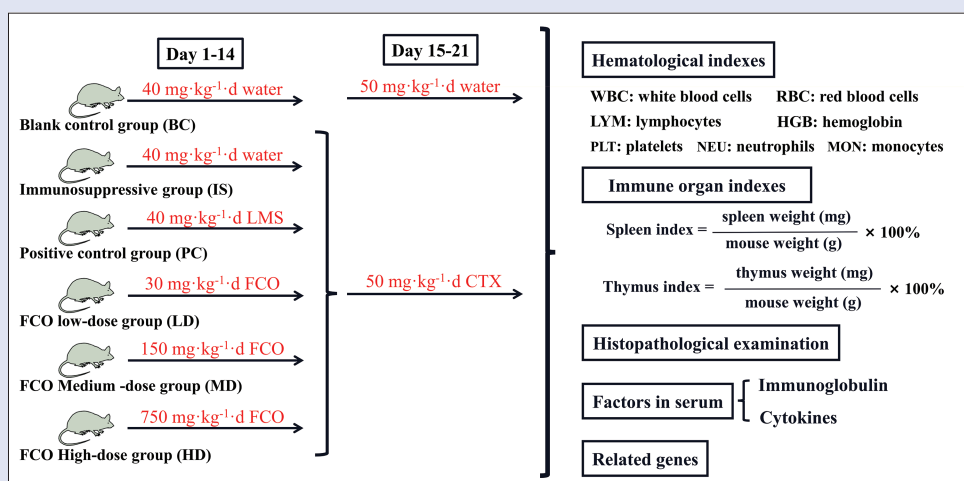 Day 1-14
Day 15-21
40 mg·kg⁻¹·d water
50 mg·kg⁻¹·d water
Blank control group (BC)
40 mg·kg⁻¹·d water
Immunosuppressive group (IS)
40 mg·kg⁻¹·d LMS
Positive control group (PC)
30 mg·kg⁻¹·d FCO
50 mg·kg⁻¹·d CTX
FCO low-dose group (LD)
150 mg·kg⁻¹·d FCO
FCO Medium -dose group (MD)
750 mg·kg⁻¹·d FCO
FCO High-dose group (HD)
Hematological indexes
WBC: white blood cells RBC: red blood cells
LYM: lymphocytes HGB: hemoglobin
PLT: platelets NEU: neutrophils MON: monocytes
Immune organ indexes
spleen weight (mg)
Spleen index = × 100%
mouse weight (g)
thymus weight (mg)
Thymus index = × 100%
mouse weight (g)
Histopathological examination
Immunoglobulin
Factors in serum
Cytokines
Related genes